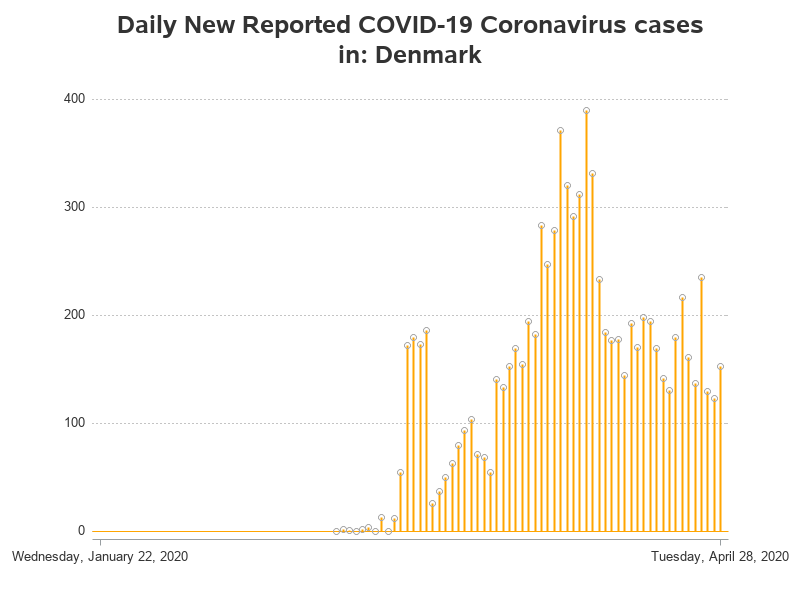 Daily New Reported COVID-19 Coronavirus cases
in: Denmark
400
300
200
100
0
Wednesday, January 22, 2020
Tuesday, April 28, 2020